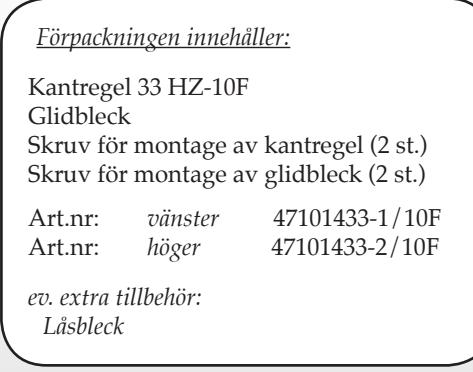 Förpackningen innehåller:
Kantregel 33 HZ-10F
Glidbleck
Skruv för montage av kantregel (2 st.)
Skruv för montage av glidbleck (2 st.)
Art.nr: vänster 47101433-1/10F
Art.nr: höger 47101433-2/10F
ev. extra tillbehör:
Låsbleck